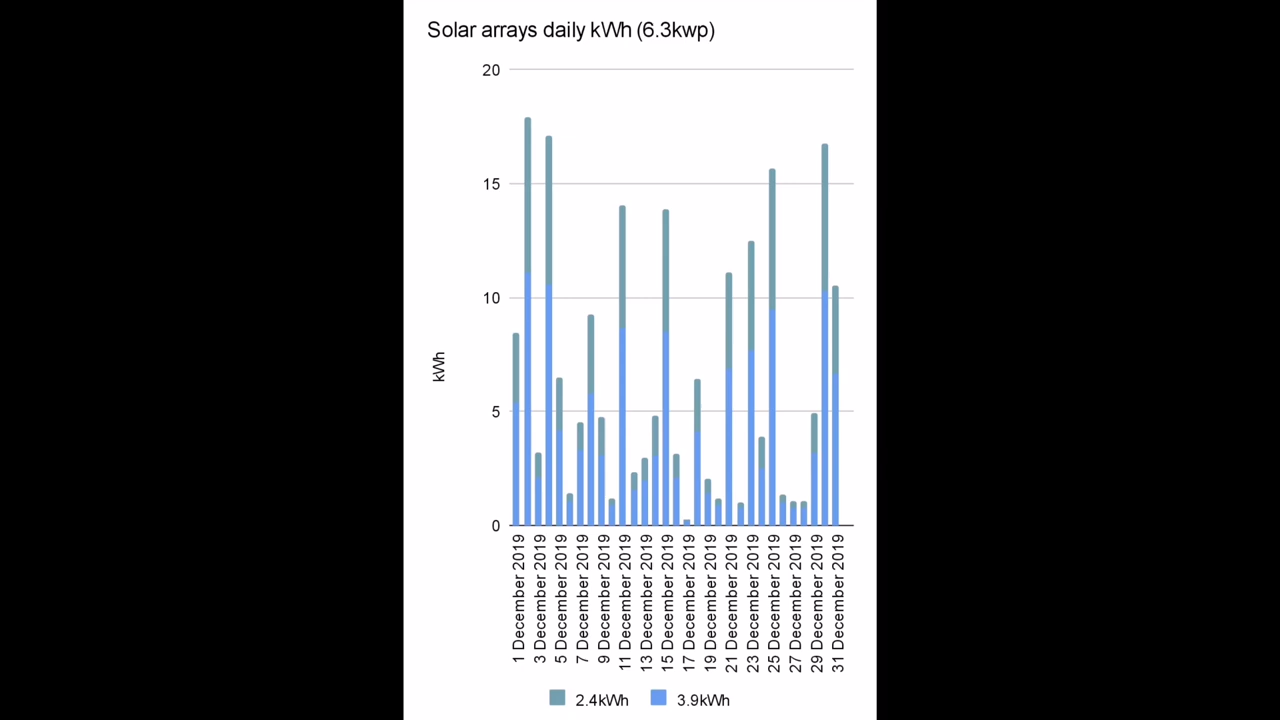 Solar arrays daily kWh (6.3kwp)
20
15
10
5
0
kWh
1 December 2019
3 December 2019
5 December 2019
7 December 2019
9 December 2019
11 December 2019
13 December 2019
15 December 2019
17 December 2019
19 December 2019
21 December 2019
23 December 2019
25 December 2019
27 December 2019
29 December 2019
31 December 2019
2.4kWh
3.9kWh